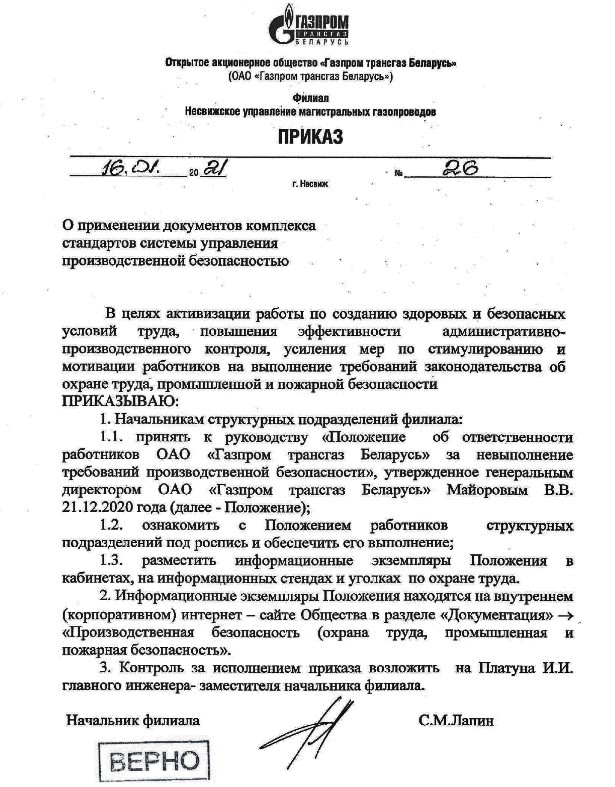 ГАЗПРОМ
ТРАНСГАЗ
БЕЛАРУСЬ
Открытое акционерное общество «Газпром трансгаз Беларусь»
(ОАО «Газпром трансгаз Беларусь»)
Филиал
Несвижское управление магистральных газопроводов
ПРИКАЗ
16.01. 2021 № 26
г. Несвиж
О применении документов комплекса
стандартов системы управления
производственной безопасностью
В целях активизации работы по созданию здоровых и безопасных
условий труда, повышения эффективности административно-
производственного контроля, усиления мер по стимулированию и
мотивации работников на выполнение требований законодательства об
охране труда, промышленной и пожарной безопасности
ПРИКАЗЫВАЮ:
1. Начальникам структурных подразделений филиала:
1.1. принять к руководству «Положение об ответственности
работников ОАО «Газпром трансгаз Беларусь» за невыполнение
требований производственной безопасности», утвержденное генеральным
директором ОАО «Газпром трансгаз Беларусь» Майоровым В.В.
21.12.2020 года (далее - Положение);
1.2. ознакомить с Положением работников структурных
подразделений под роспись и обеспечить его выполнение;
1.3. разместить информационные экземпляры Положения в
кабинетах, на информационных стендах и уголках по охране труда.
2. Информационные экземпляры Положения находятся на внутреннем
(корпоративном) интернет – сайте Общества в разделе «Документация» →
«Производственная безопасность (охрана труда, промышленная и
пожарная безопасность».
3. Контроль за исполнением приказа возложить на Платуна И.И.
главного инженера- заместителя начальника филиала.
Начальник филиала С.М.Лапин
ВЕРНО